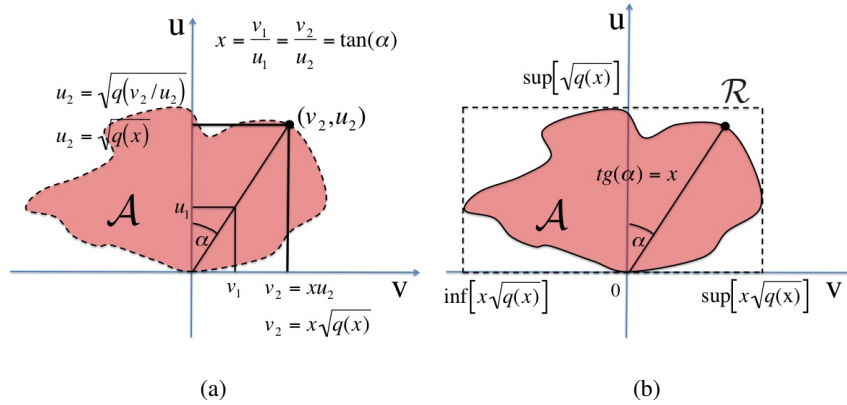 u
x = v₁/u₁ = v₂/u₂ = tan(α)
u₂ = √q(v₂/u₂)
u₂ = √q(x)
(v₂,u₂)
A
u₁
α
v₁
v₂ = xu₂
v
v₂ = x√q(x)
(a)
u
sup[√q(x)]
R
tg(α) = x
A
α
inf[x√q(x)]
0
sup[x√q(x)]
v
(b)